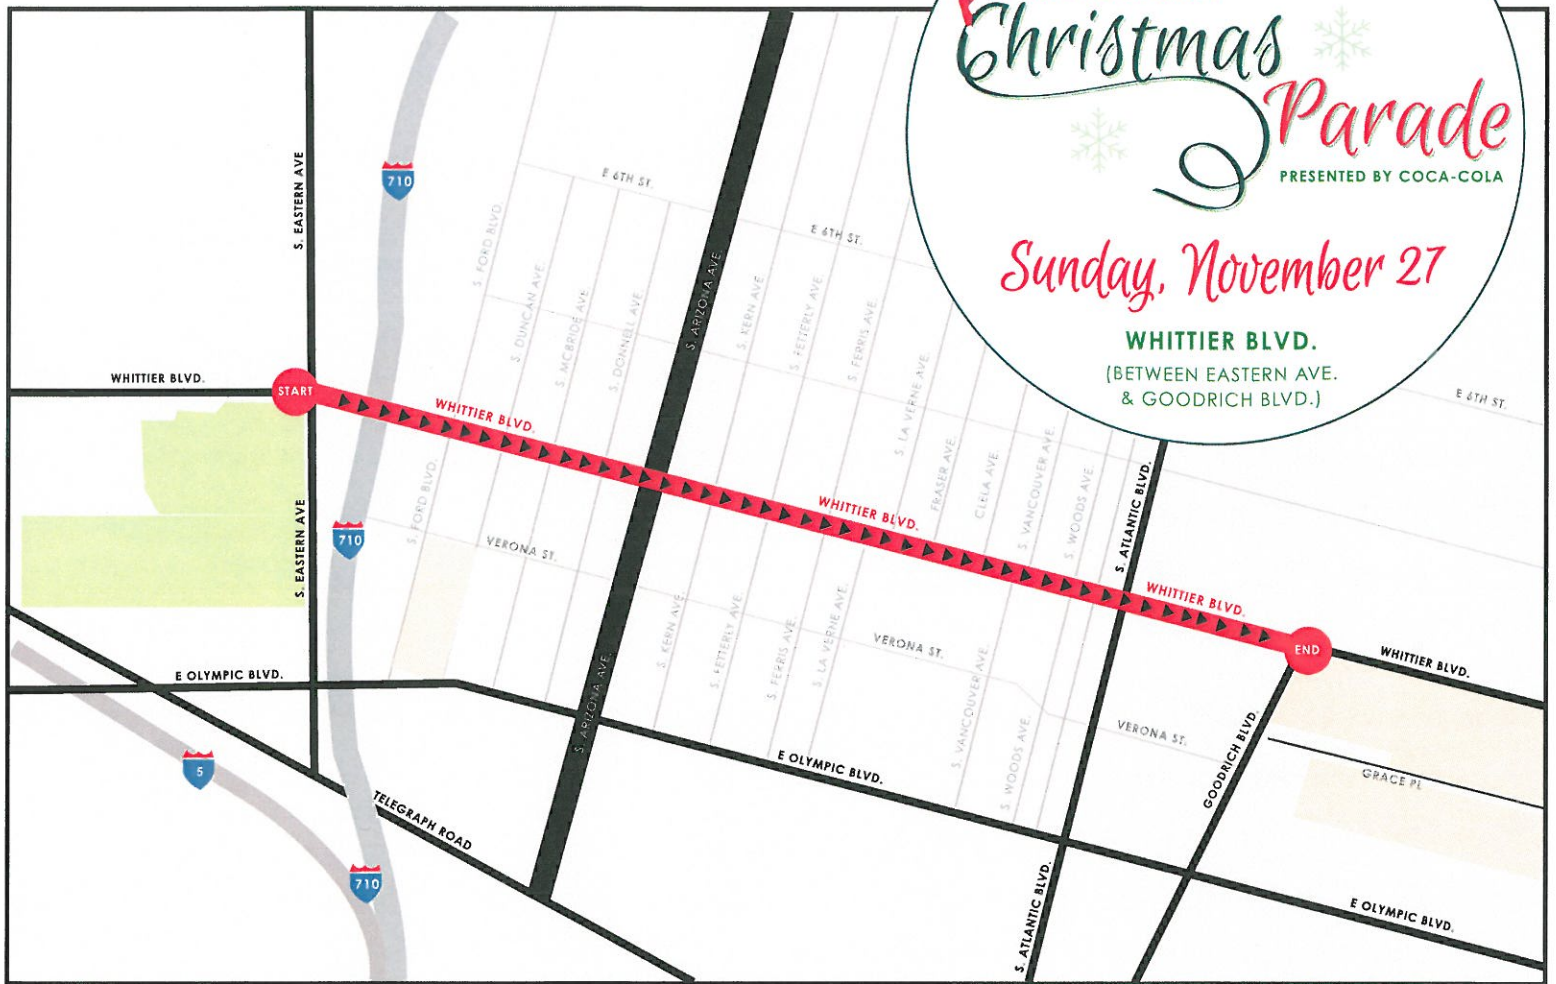 Christmas
Parade
PRESENTED BY COCA-COLA
Sunday, November 27
WHITTIER BLVD.
(BETWEEN EASTERN AVE.
& GOODRICH BLVD.)
S. EASTERN AVE
710
E 6TH ST.
E 6TH ST.
S. FORD BLVD.
S. DUNCAN AVE.
S. MCBRIDE AVE.
S. DONNELL AVE.
S. ARIZONA AVE.
S. KERN AVE.
S. FETTERLY AVE.
S. FERRIS AVE.
S. LA VERNE AVE.
FRASER AVE.
CLELA AVE.
S. VANCOUVER AVE.
S. WOODS AVE.
S. ATLANTIC BLVD.
E 6TH ST.
WHITTIER BLVD.
START
WHITTIER BLVD.
WHITTIER BLVD.
WHITTIER BLVD.
END
WHITTIER BLVD.
S. EASTERN AVE
710
S. FORD BLVD.
VERONA ST.
S. KERN AVE.
S. FETTERLY AVE.
S. FERRIS AVE.
S. LA VERNE AVE.
VERONA ST.
S. VANCOUVER AVE.
S. WOODS AVE.
VERONA ST.
GOODRICH BLVD.
GRACE PL
E OLYMPIC BLVD.
S. ARIZONA AVE.
E OLYMPIC BLVD.
5
TELEGRAPH ROAD
710
S. ATLANTIC BLVD.
E OLYMPIC BLVD.